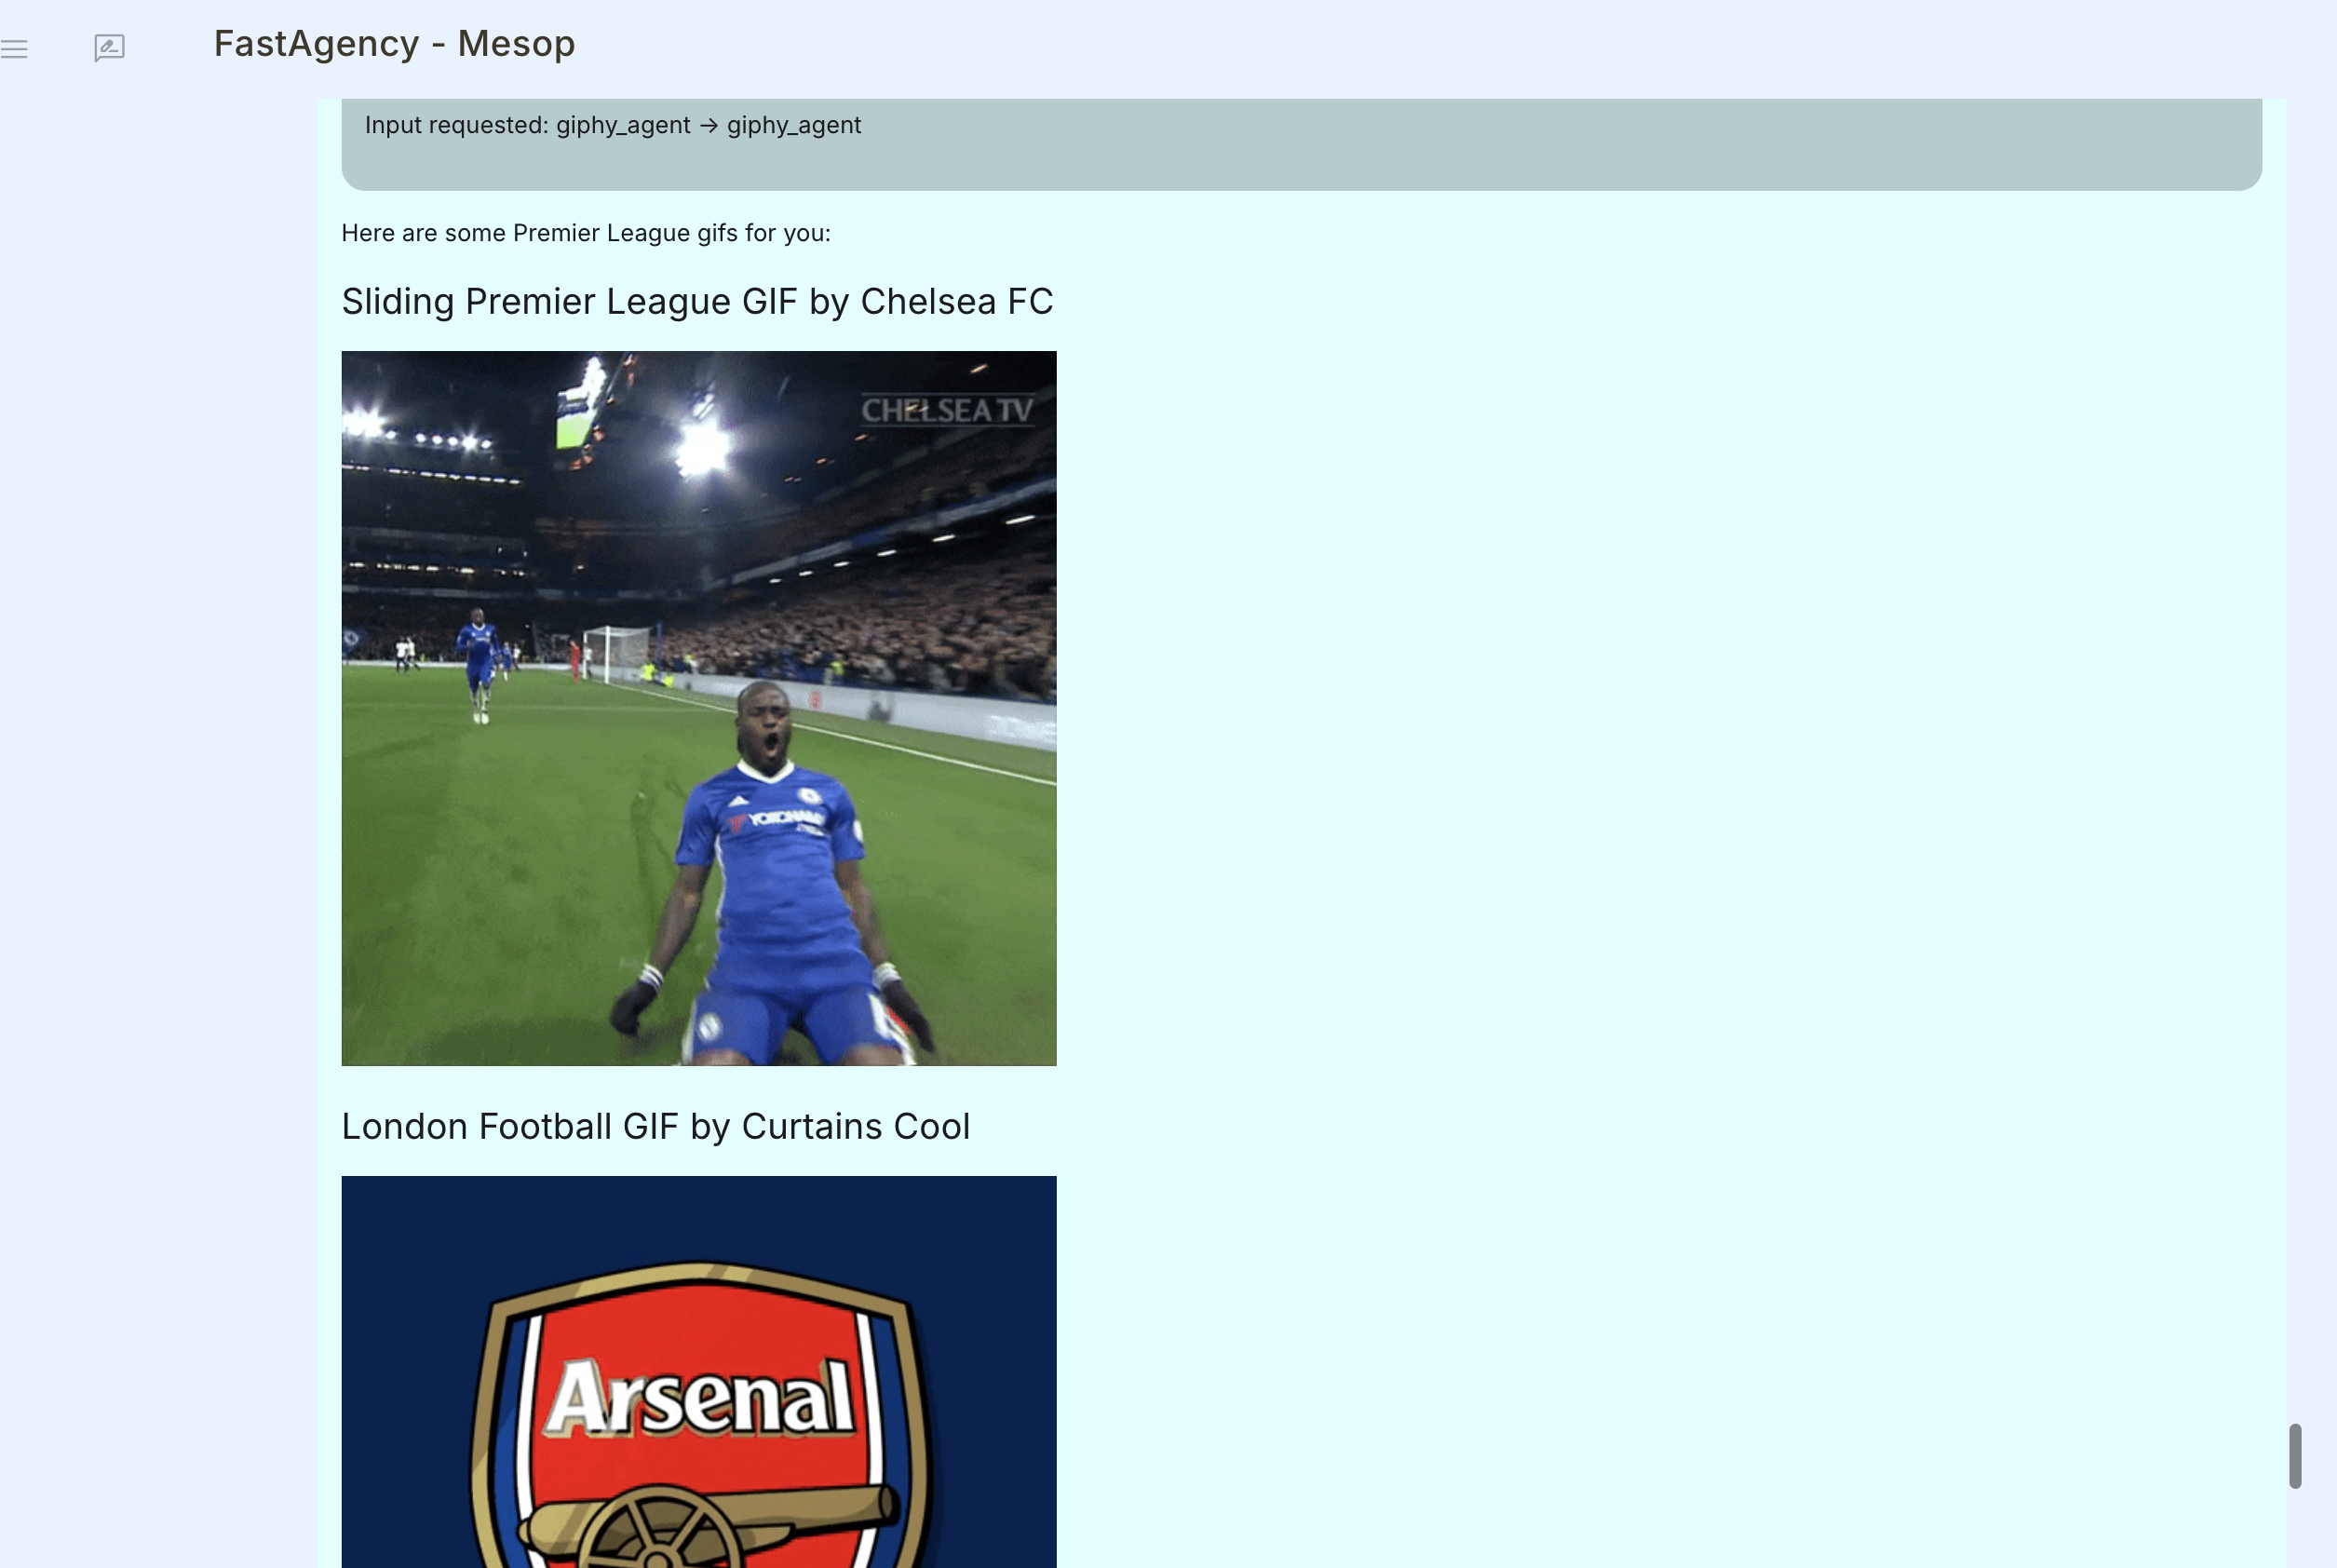 FastAgency - Mesop
Input requested: giphy_agent → giphy_agent
Here are some Premier League gifs for you:
Sliding Premier League GIF by Chelsea FC
CHELSEA TV
YOKOHAMA
London Football GIF by Curtains Cool
Arsenal